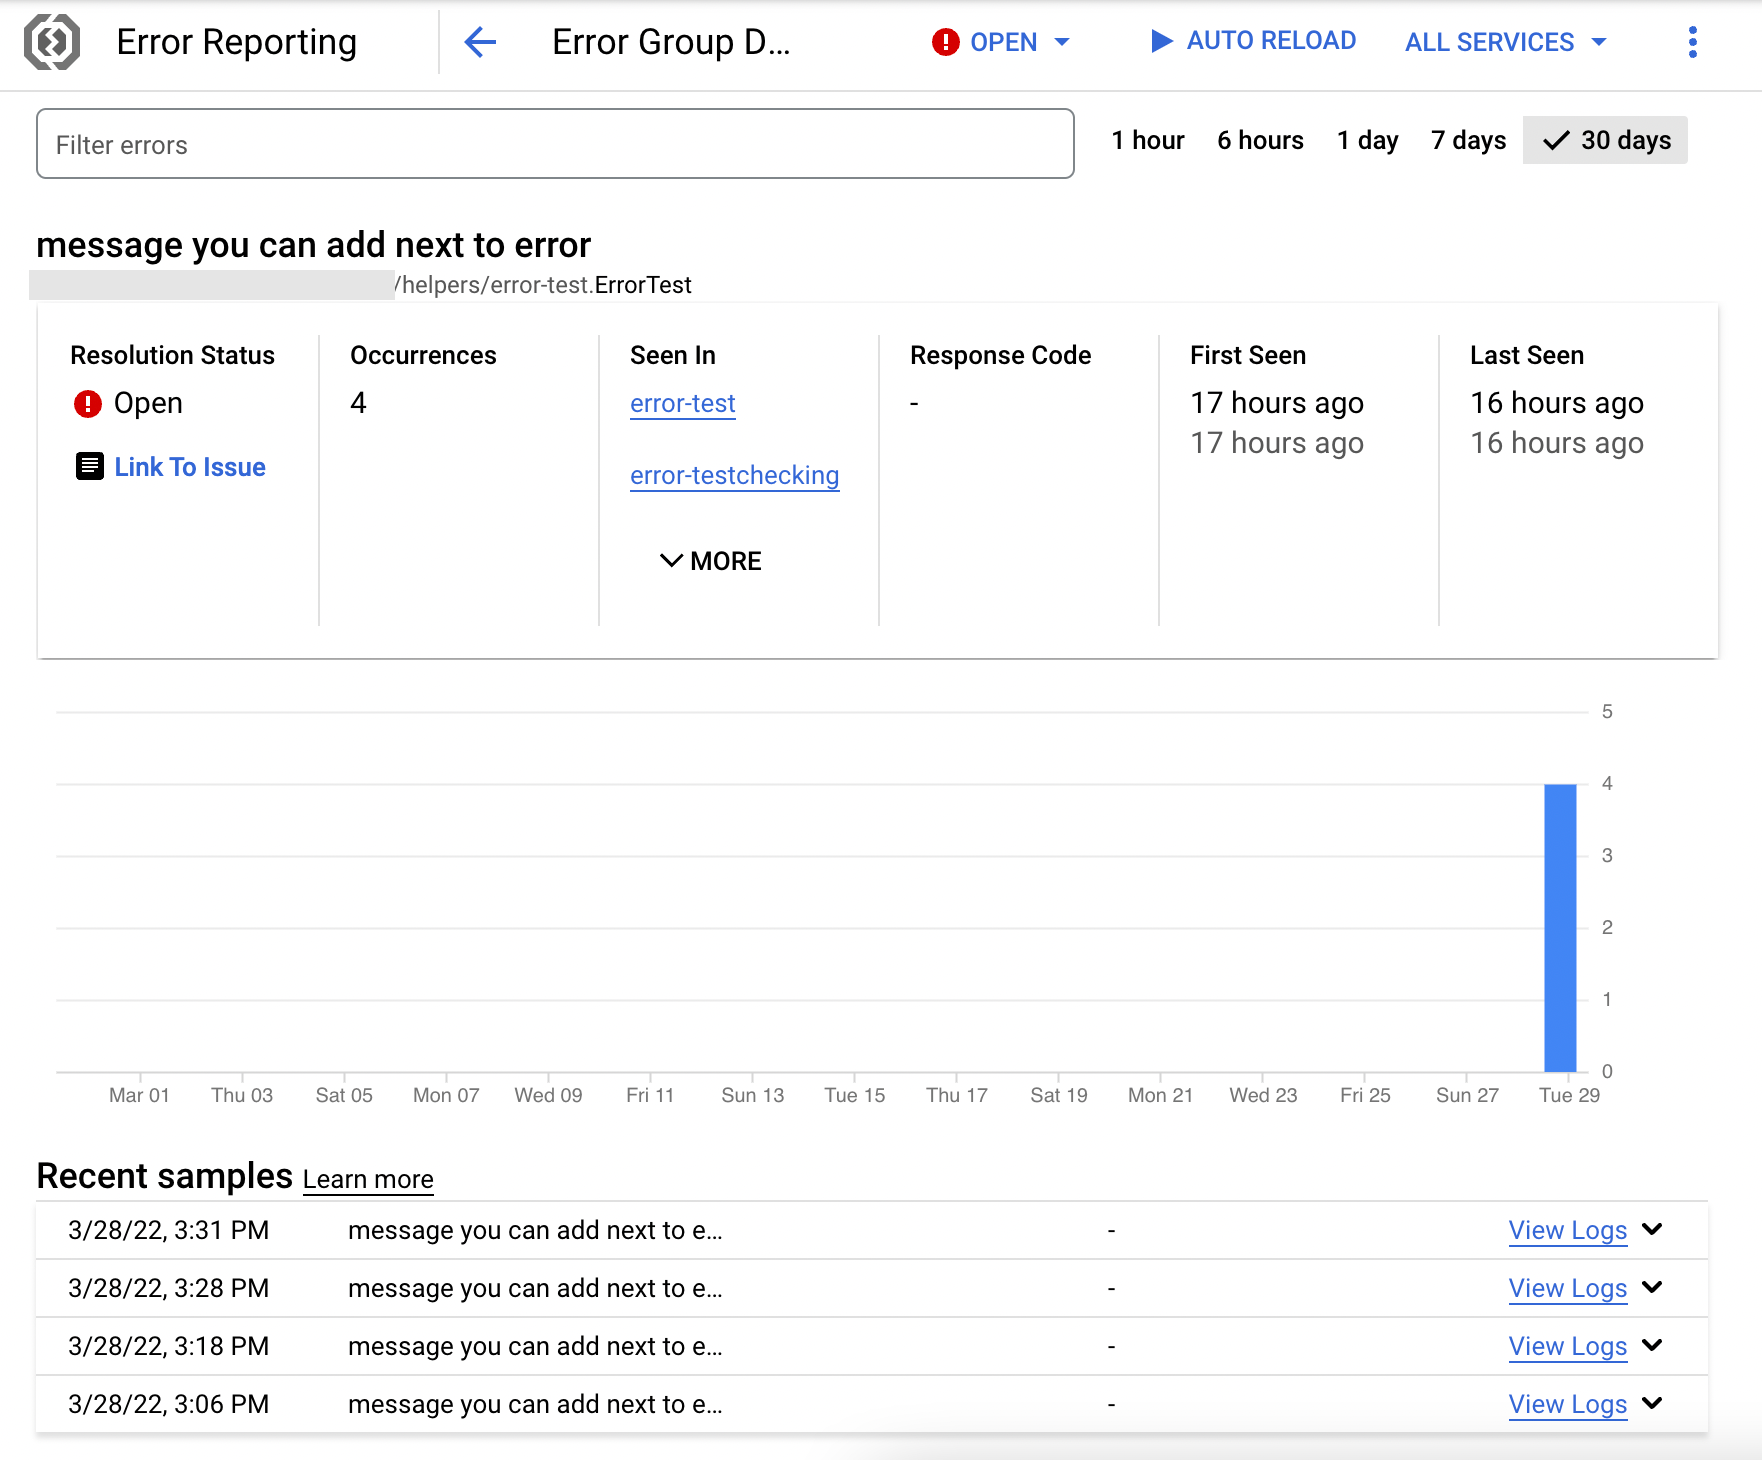 Error Reporting
Error Group D...
OPEN
AUTO RELOAD
ALL SERVICES
Filter errors
1 hour 6 hours 1 day 7 days 30 days
message you can add next to error
/helpers/error-test.ErrorTest
Resolution Status Occurrences Seen In Response Code First Seen Last Seen
Open 4 error-test - 17 hours ago 16 hours ago
17 hours ago 16 hours ago
Link To Issue error-testchecking
MORE
5
4
3
2
1
0
Mar 01 Thu 03 Sat 05 Mon 07 Wed 09 Fri 11 Sun 13 Tue 15 Thu 17 Sat 19 Mon 21 Wed 23 Fri 25 Sun 27 Tue 29
Recent samples Learn more
3/28/22, 3:31 PM message you can add next to e... - View Logs
3/28/22, 3:28 PM message you can add next to e... - View Logs
3/28/22, 3:18 PM message you can add next to e... - View Logs
3/28/22, 3:06 PM message you can add next to e... - View Logs